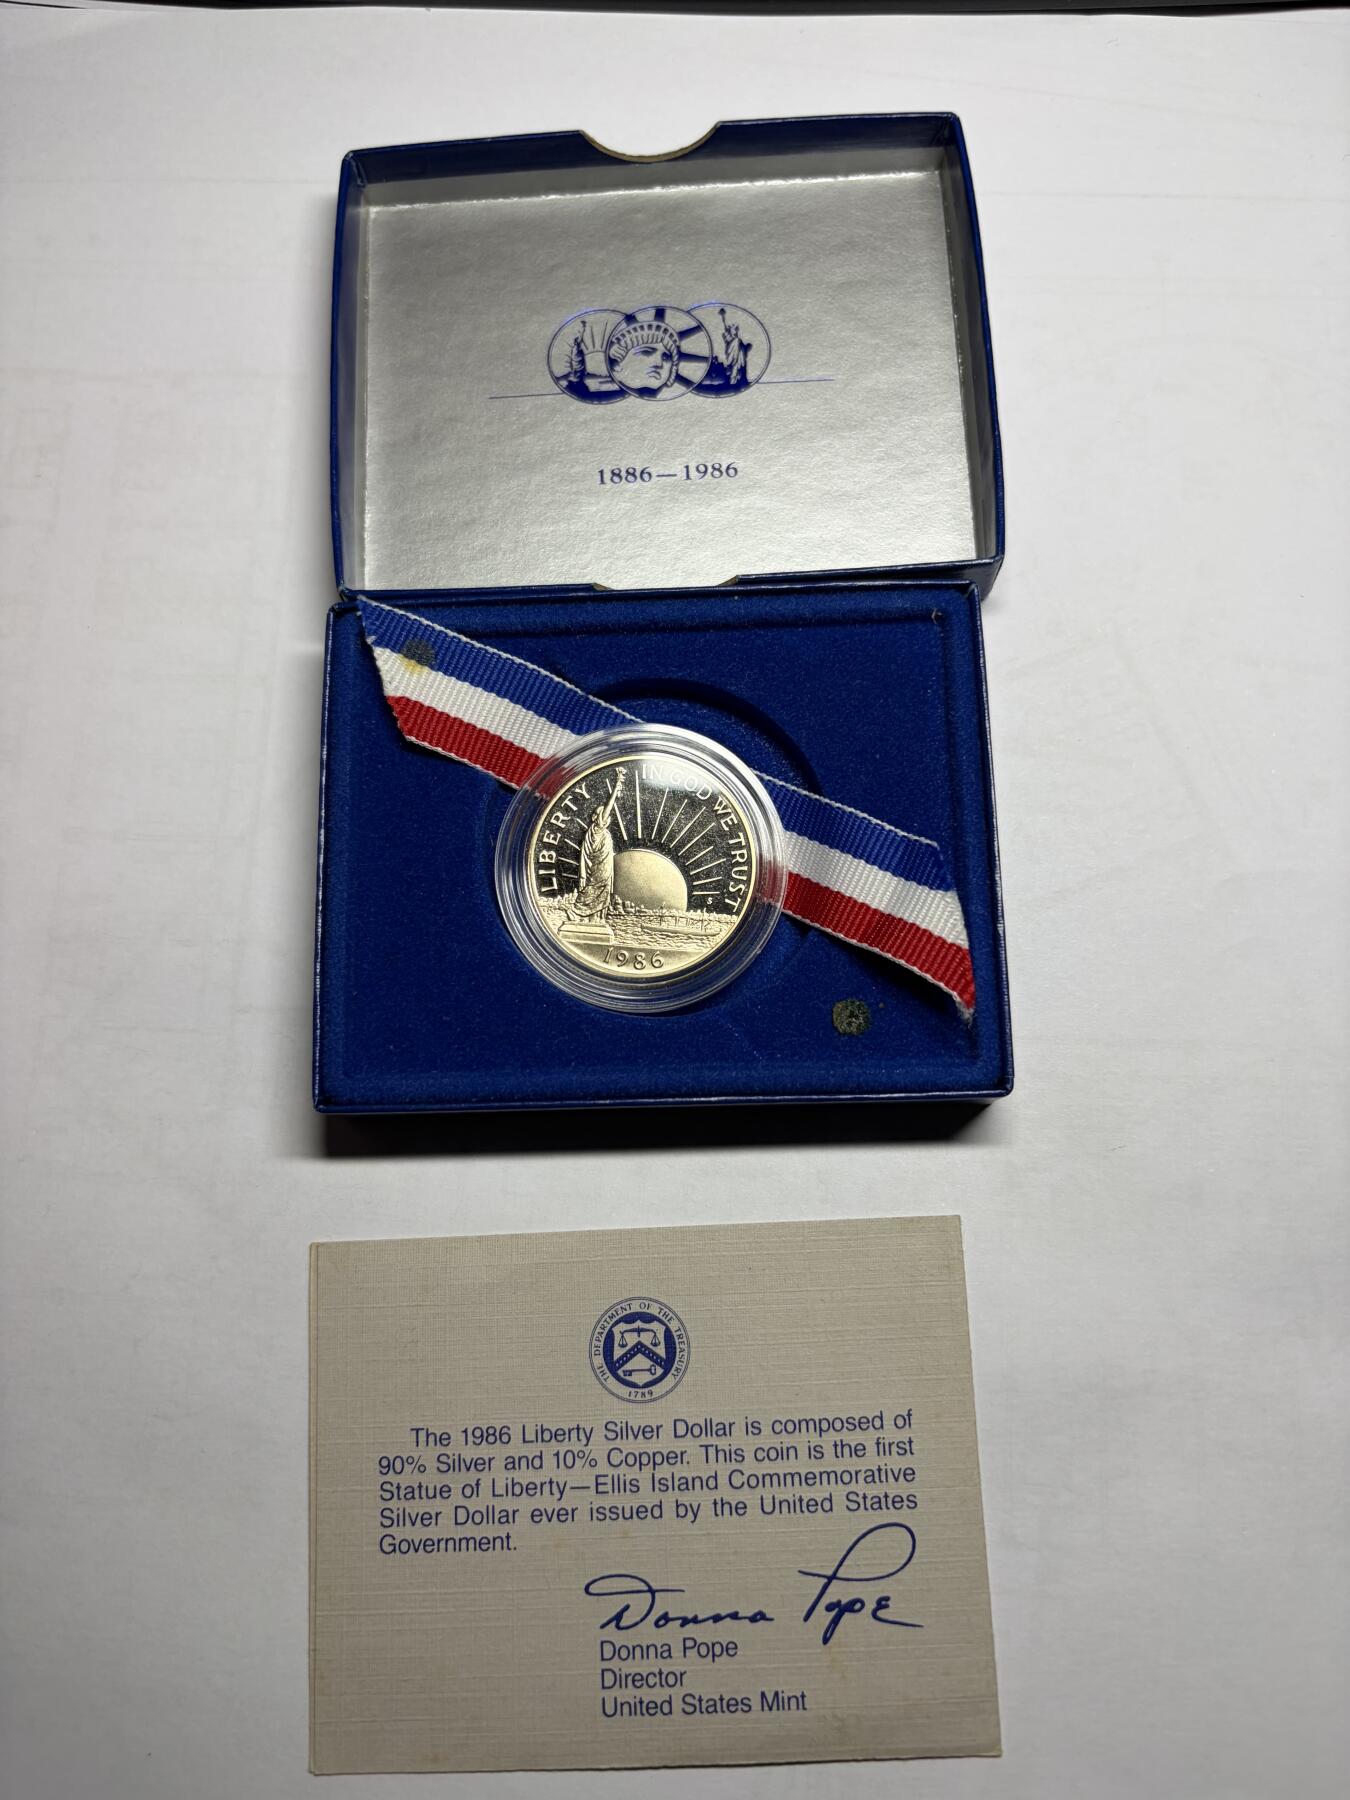 1886—1986
LIBERTY
IN GOD WE TRUST
S
1986
THE DEPARTMENT OF THE TREASURY
1789
The 1986 Liberty Silver Dollar is composed of
90% Silver and 10% Copper. This coin is the first
Statue of Liberty—Ellis Island Commemorative
Silver Dollar ever issued by the United States
Government.
Donna Pope
Donna Pope
Director
United States Mint